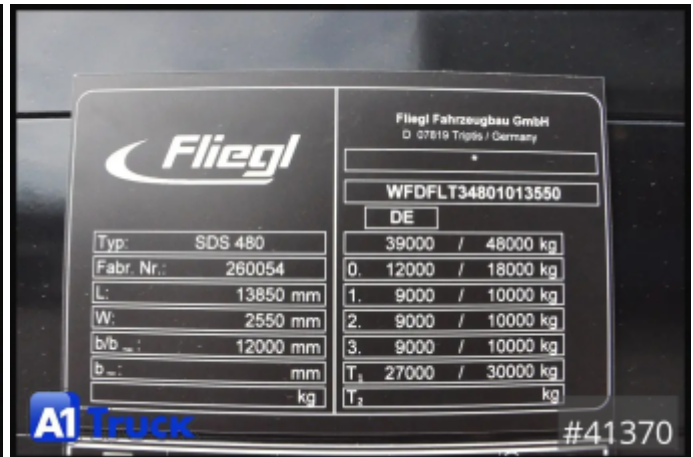 Fliegl
Fliegl Fahrzeugbau GmbH
D 07819 Triptis / Germany
*
WFDFLT34801013550
DE
Typ: SDS 480
Fabr. Nr.: 260054
L: 13850 mm
W: 2550 mm
b/b : 12000 mm
b : mm
kg
39000 / 48000 kg
0. 12000 / 18000 kg
1. 9000 / 10000 kg
2. 9000 / 10000 kg
3. 9000 / 10000 kg
T₁ 27000 / 30000 kg
T₂ kg
A1 Truck
#41370